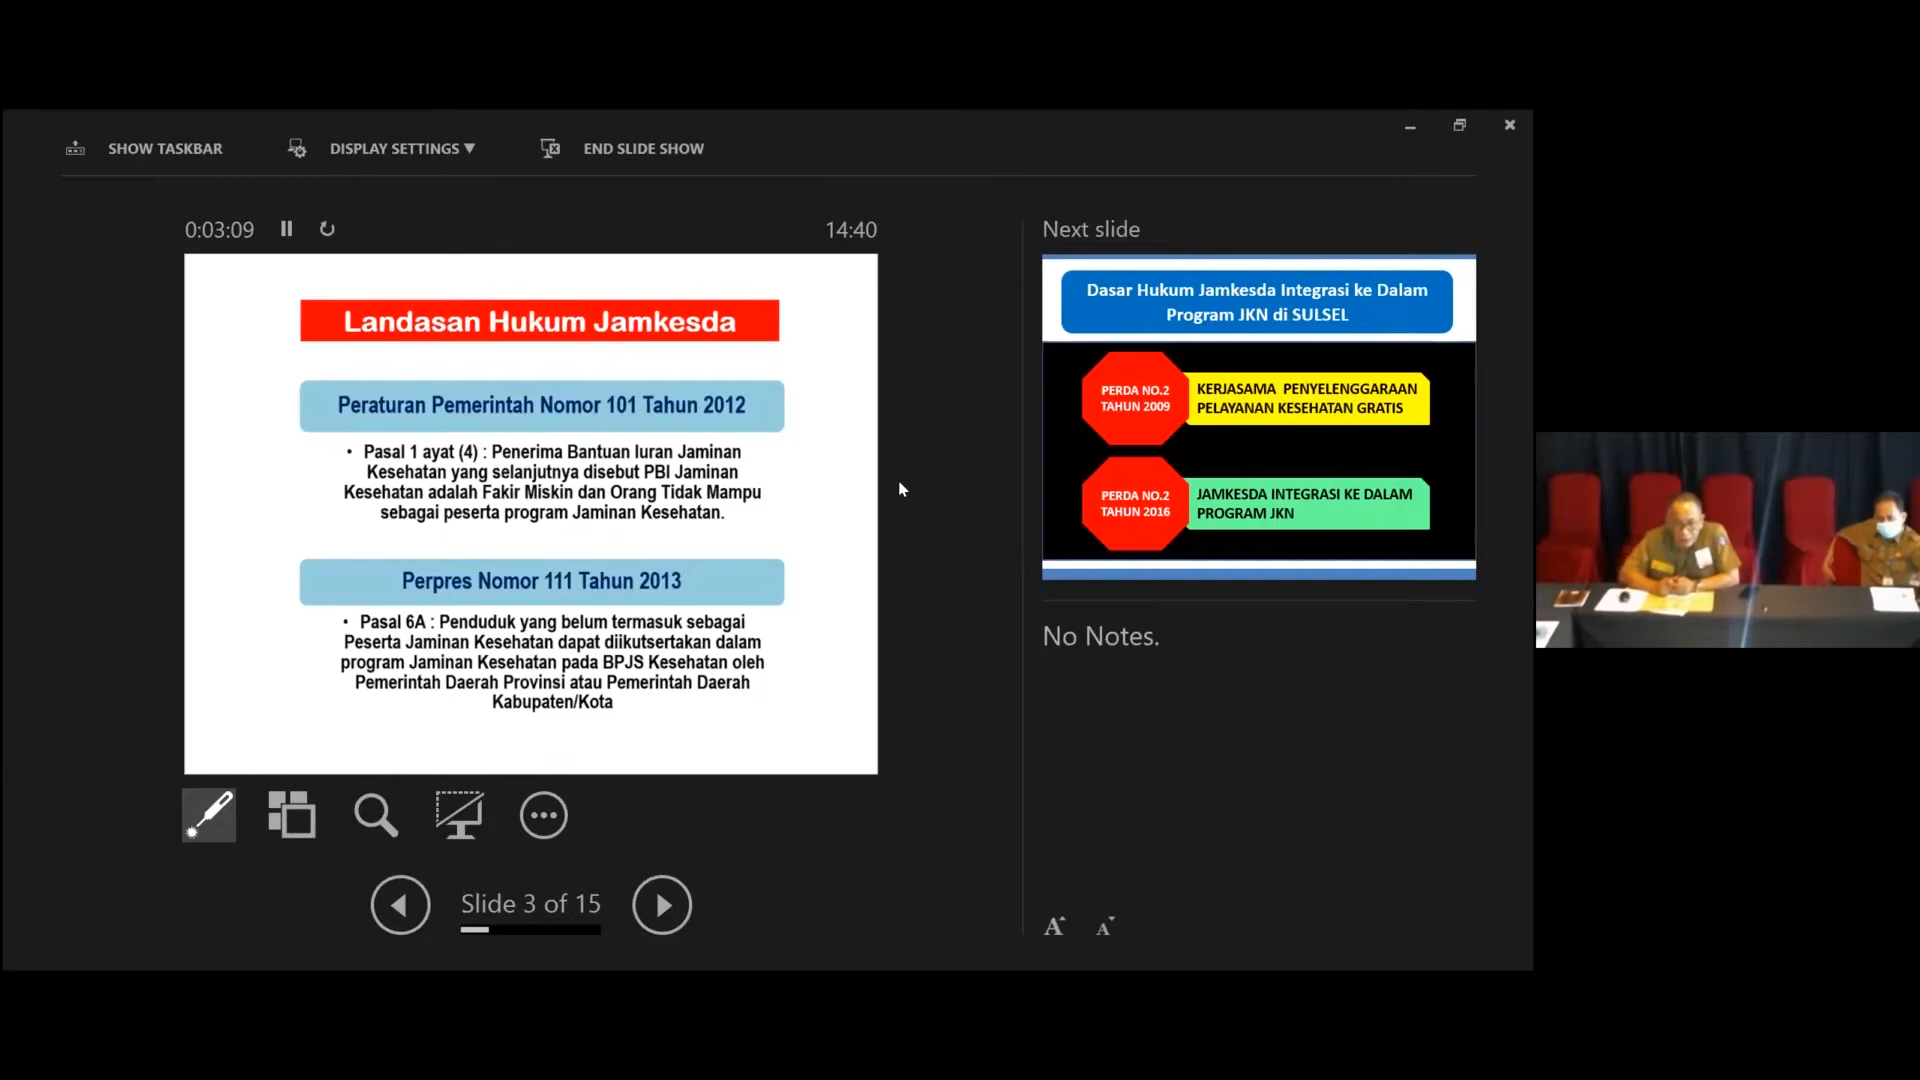 SHOW TASKBAR
DISPLAY SETTINGS ▼
END SLIDE SHOW
0:03:09
14:40
Landasan Hukum Jamkesda
Peraturan Pemerintah Nomor 101 Tahun 2012
• Pasal 1 ayat (4) : Penerima Bantuan Iuran Jaminan
Kesehatan yang selanjutnya disebut PBI Jaminan
Kesehatan adalah Fakir Miskin dan Orang Tidak Mampu
sebagai peserta program Jaminan Kesehatan.
Perpres Nomor 111 Tahun 2013
• Pasal 6A : Penduduk yang belum termasuk sebagai
Peserta Jaminan Kesehatan dapat diikutsertakan dalam
program Jaminan Kesehatan pada BPJS Kesehatan oleh
Pemerintah Daerah Provinsi atau Pemerintah Daerah
Kabupaten/Kota
Slide 3 of 15
Next slide
Dasar Hukum Jamkesda Integrasi ke Dalam
Program JKN di SULSEL
PERDA NO.2
TAHUN 2009
KERJASAMA PENYELENGGARAAN
PELAYANAN KESEHATAN GRATIS
PERDA NO.2
TAHUN 2016
JAMKESDA INTEGRASI KE DALAM
PROGRAM JKN
No Notes.
A A